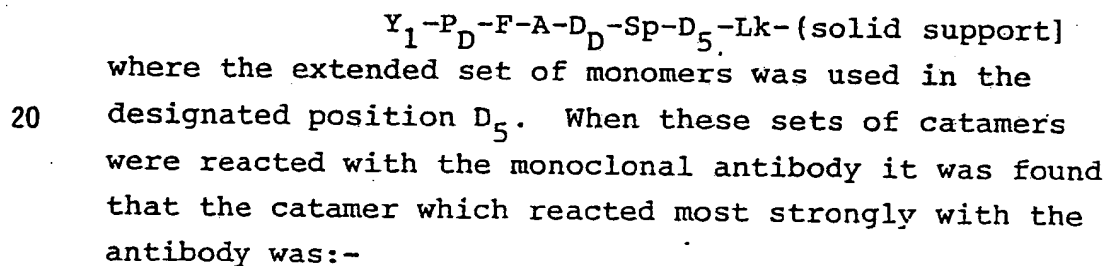 Y1-PD-F-A-DD-Sp-D5-Lk-(solid support]
where the extended set of monomers was used in the
20 designated position D5. When these sets of catamers
were reacted with the monoclonal antibody it was found
that the catamer which reacted most strongly with the
antibody was:-